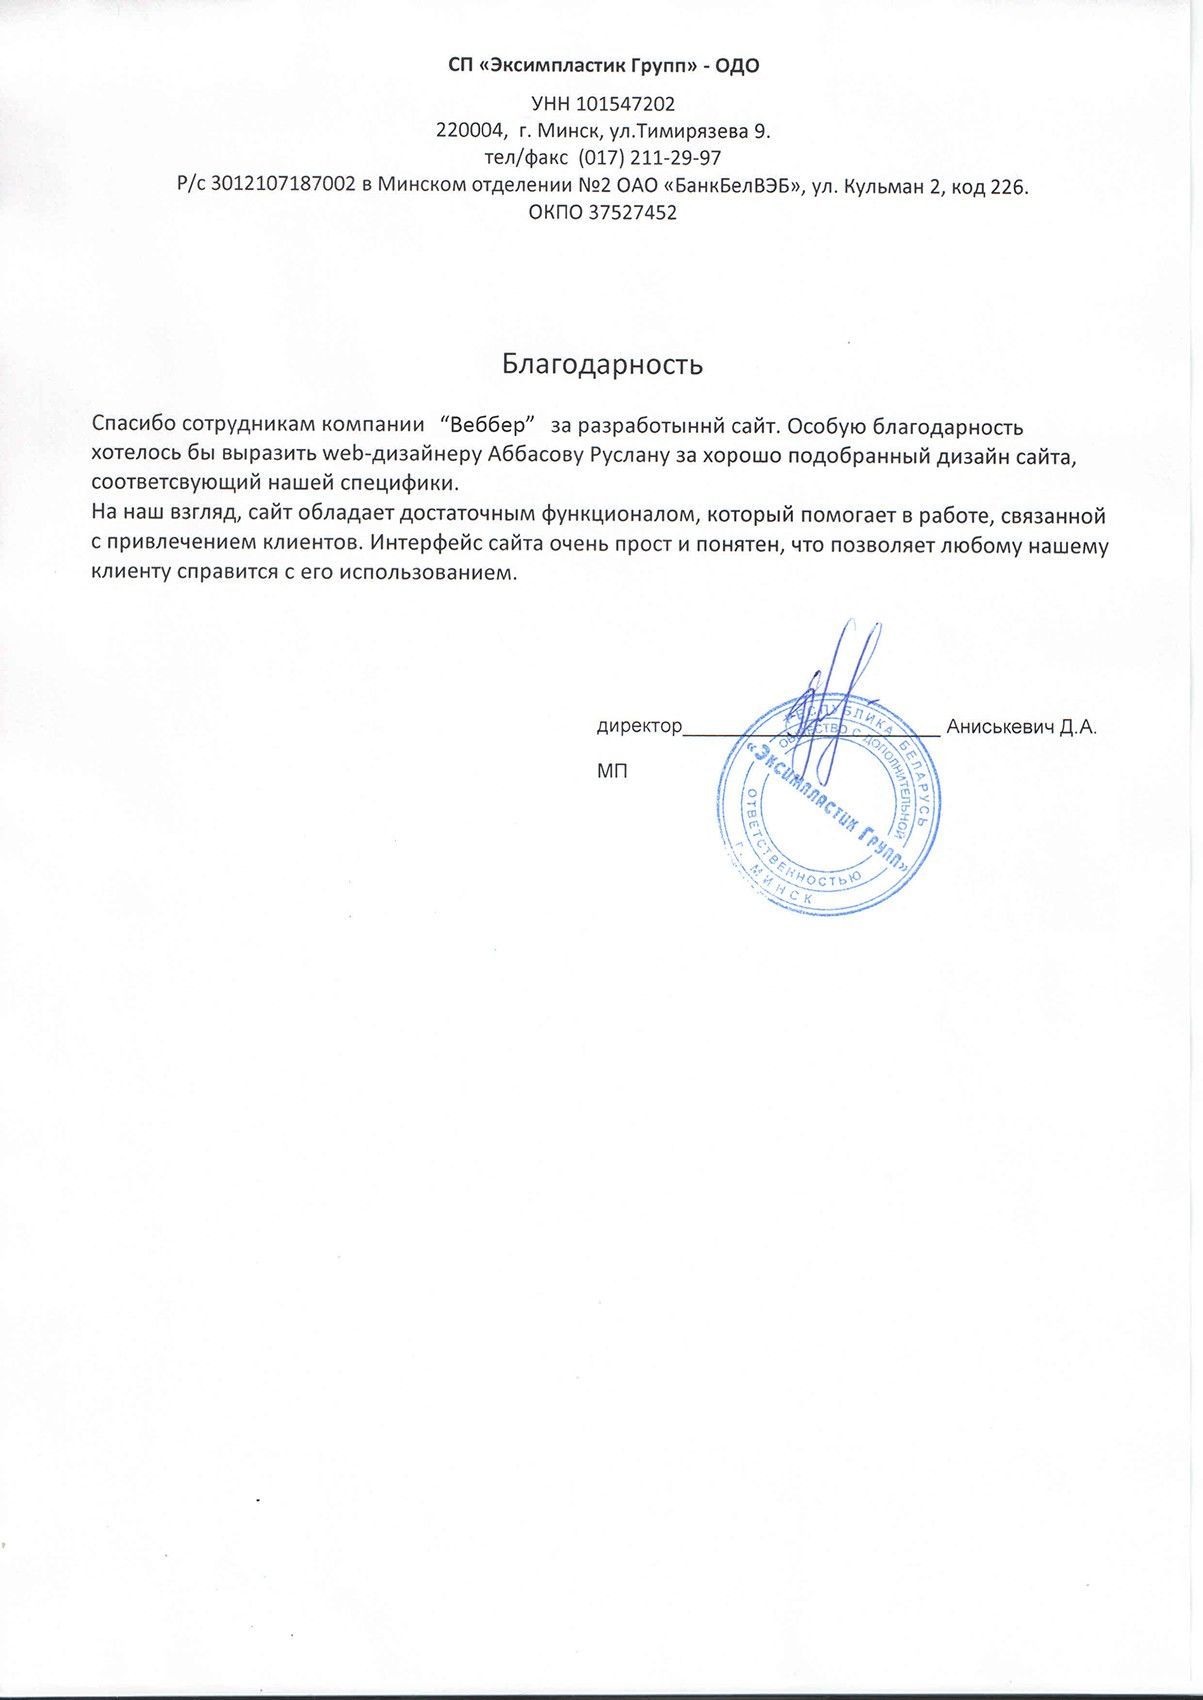 СП «Эксимпластик Групп» - ОДО
УНН 101547202
220004,  г. Минск, ул.Тимирязева 9.
тел/факс  (017) 211-29-97
Р/с 3012107187002 в Минском отделении №2 ОАО «БанкБелВЭБ», ул. Кульман 2, код 226.
ОКПО 37527452
Благодарность
Спасибо сотрудникам компании   “Веббер”   за разработыннй сайт. Особую благодарность
хотелось бы выразить web-дизайнеру Аббасову Руслану за хорошо подобранный дизайн сайта,
соответсвующий нашей специфики.
На наш взгляд, сайт обладает достаточным функционалом, который помогает в работе, связанной
с привлечением клиентов. Интерфейс сайта очень прост и понятен, что позволяет любому нашему
клиенту справится с его использованием.
директор______________________ Аниськевич Д.А.
МП
РЕСПУБЛИКА БЕЛАРУСЬ
ОБЩЕСТВО С ДОПОЛНИТЕЛЬНОЙ
ОТВЕТСТВЕННОСТЬЮ
«Эксимпластик Групп»
г. МИНСК